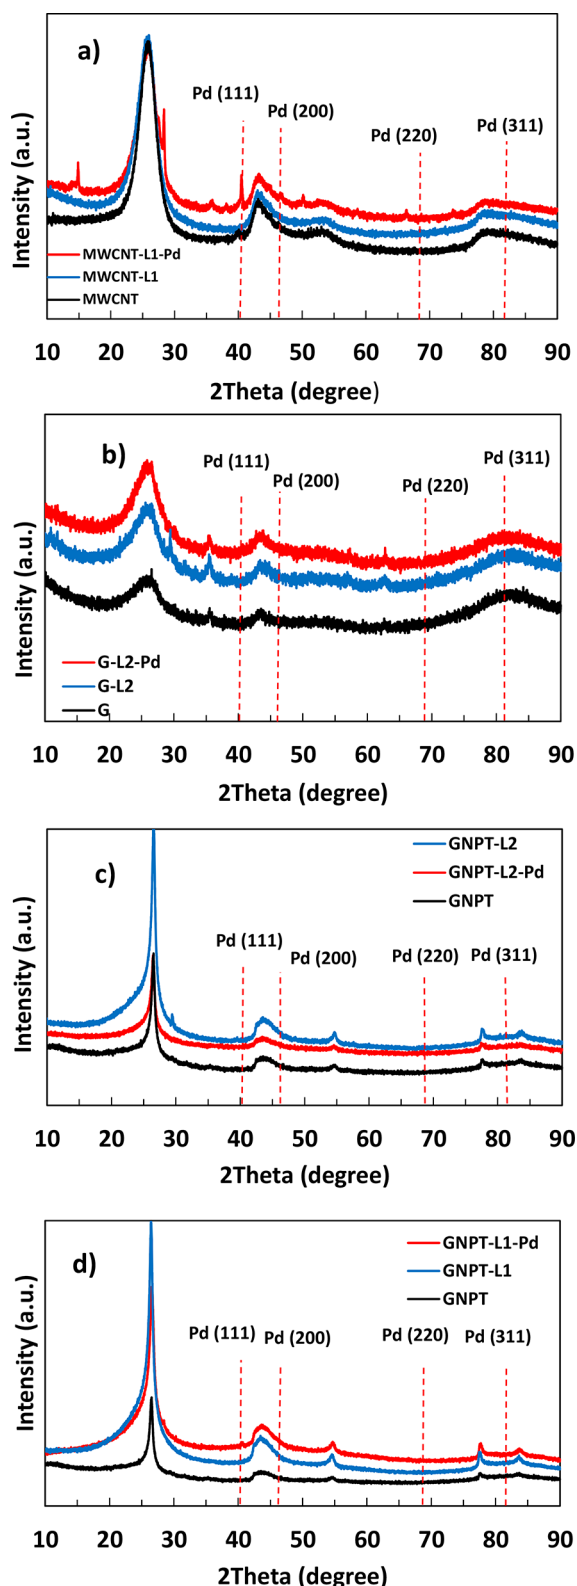 a)
Pd (111)
Pd (200)
Pd (220)
Pd (311)
Intensity (a.u.)
MWCNT-L1-Pd
MWCNT-L1
MWCNT
10 20 30 40 50 60 70 80 90
2Theta (degree)
b)
Pd (111)
Pd (200)
Pd (220)
Pd (311)
Intensity (a.u.)
G-L2-Pd
G-L2
G
10 20 30 40 50 60 70 80 90
2Theta (degree)
c)
GNPT-L2
GNPT-L2-Pd
GNPT
Pd (111)
Pd (200)
Pd (220)
Pd (311)
Intensity (a.u.)
10 20 30 40 50 60 70 80 90
2Theta (degree)
d)
GNPT-L1-Pd
GNPT-L1
GNPT
Pd (111)
Pd (200)
Pd (220)
Pd (311)
Intensity (a.u.)
10 20 30 40 50 60 70 80 90
2Theta (degree)